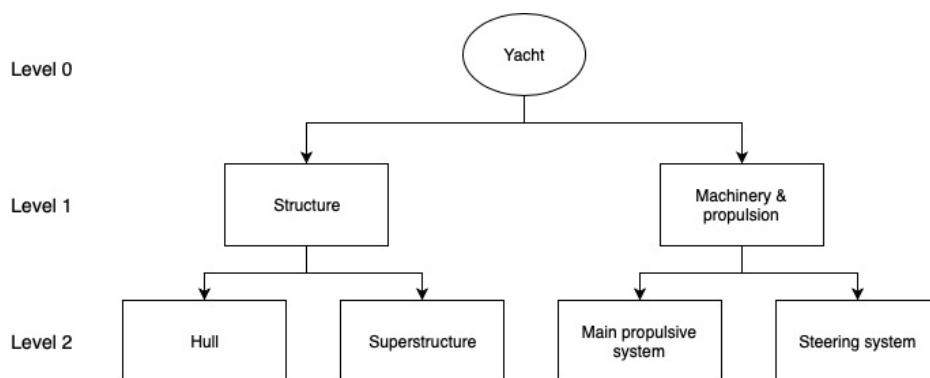 Level 0
Yacht
Level 1
Structure
Machinery &
propulsion
Level 2
Hull
Superstructure
Main propulsive
system
Steering system